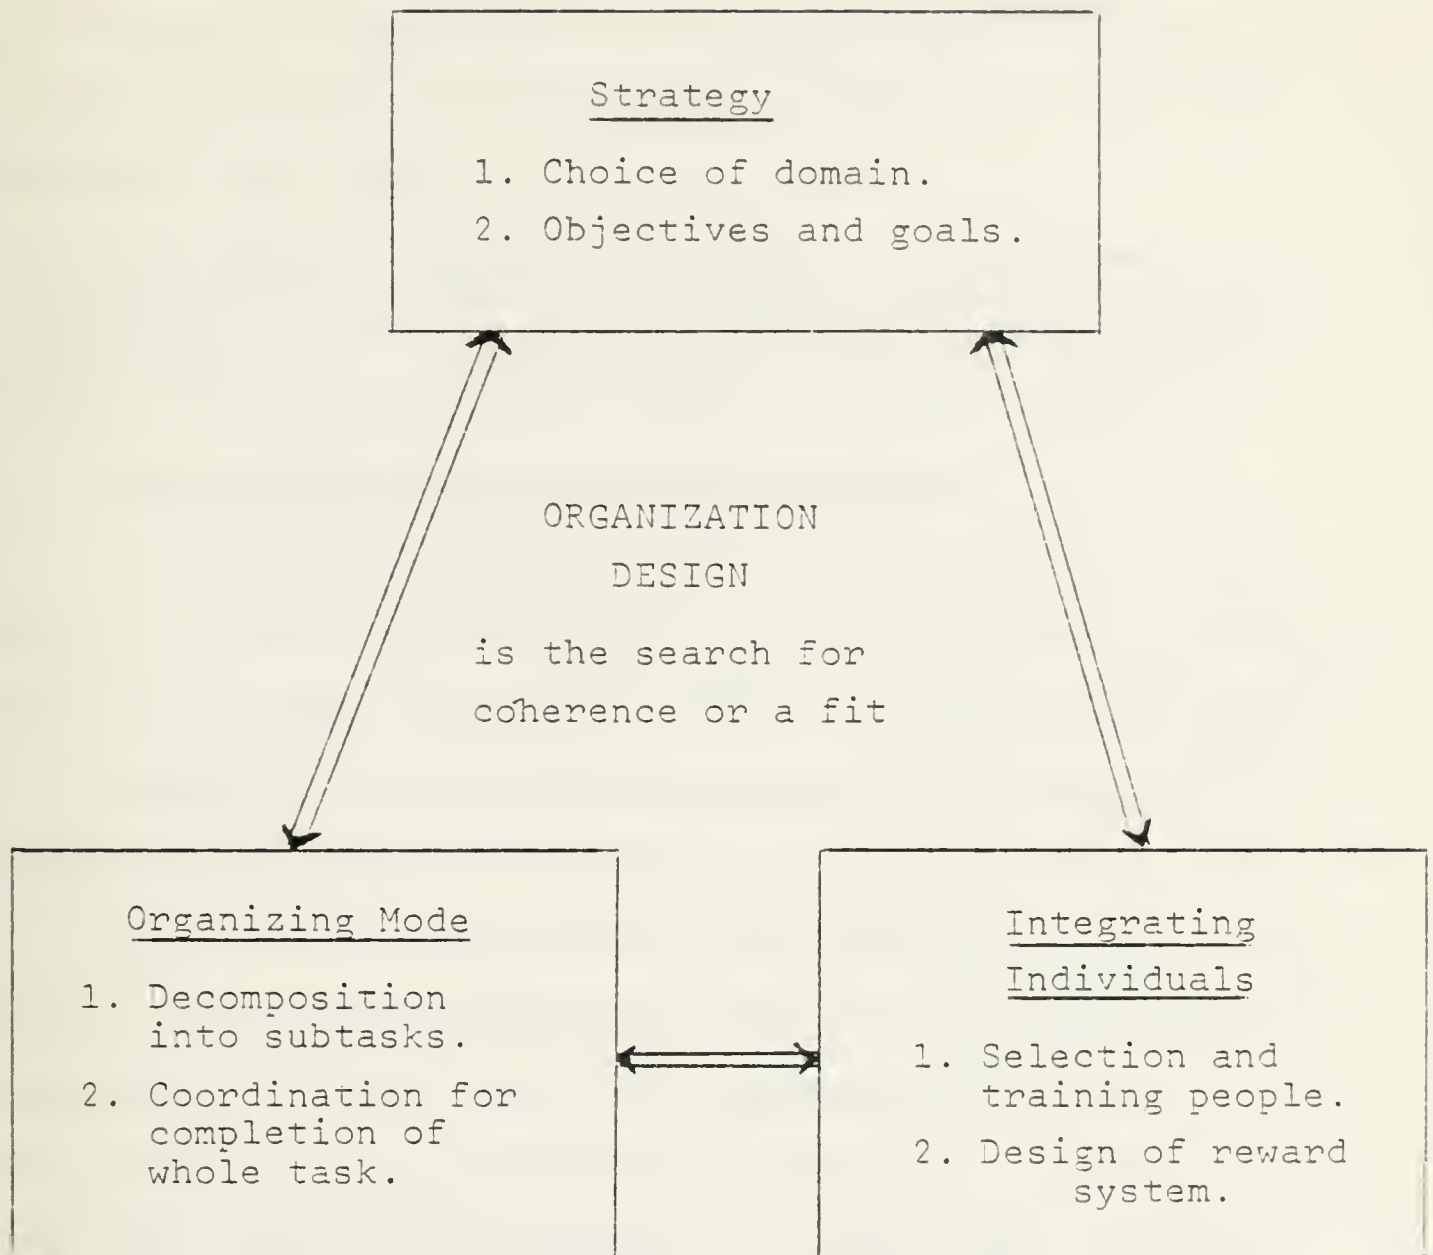 Strategy
1. Choice of domain.
2. Objectives and goals.
ORGANIZATION
DESIGN
is the search for
coherence or a fit
Organizing Mode
1. Decomposition
into subtasks.
2. Coordination for
completion of
whole task.
Integrating
Individuals
1. Selection and
training people.
2. Design of reward
system.